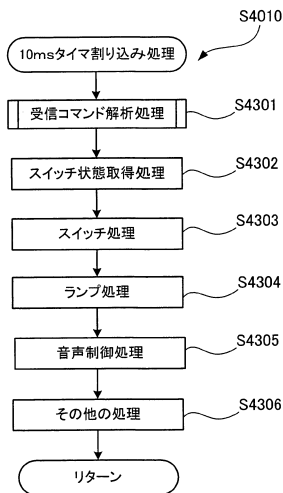 S4010
10msタイマ割り込み処理
受信コマンド解析処理
S4301
スイッチ状態取得処理
S4302
スイッチ処理
S4303
ランプ処理
S4304
音声制御処理
S4305
その他の処理
S4306
リターン